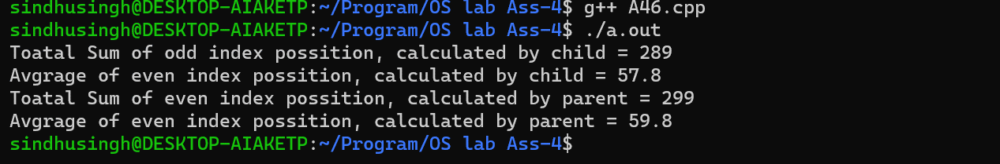 sindhusingh@DESKTOP-AIAKETP:~/Program/OS lab Ass-4$ g++ A46.cpp
sindhusingh@DESKTOP-AIAKETP:~/Program/OS lab Ass-4$ ./a.out
Toatal Sum of odd index possition, calculated by child = 289
Avgrage of even index possition, calculated by child = 57.8
Toatal Sum of even index possition, calculated by parent = 299
Avgrage of even index possition, calculated by parent = 59.8
sindhusingh@DESKTOP-AIAKETP:~/Program/OS lab Ass-4$